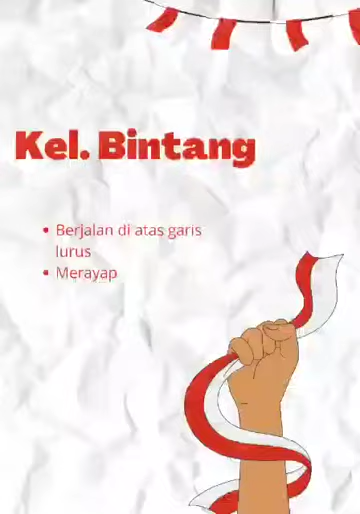 Kel. Bintang
• Berjalan di atas garis
lurus
• Merayap